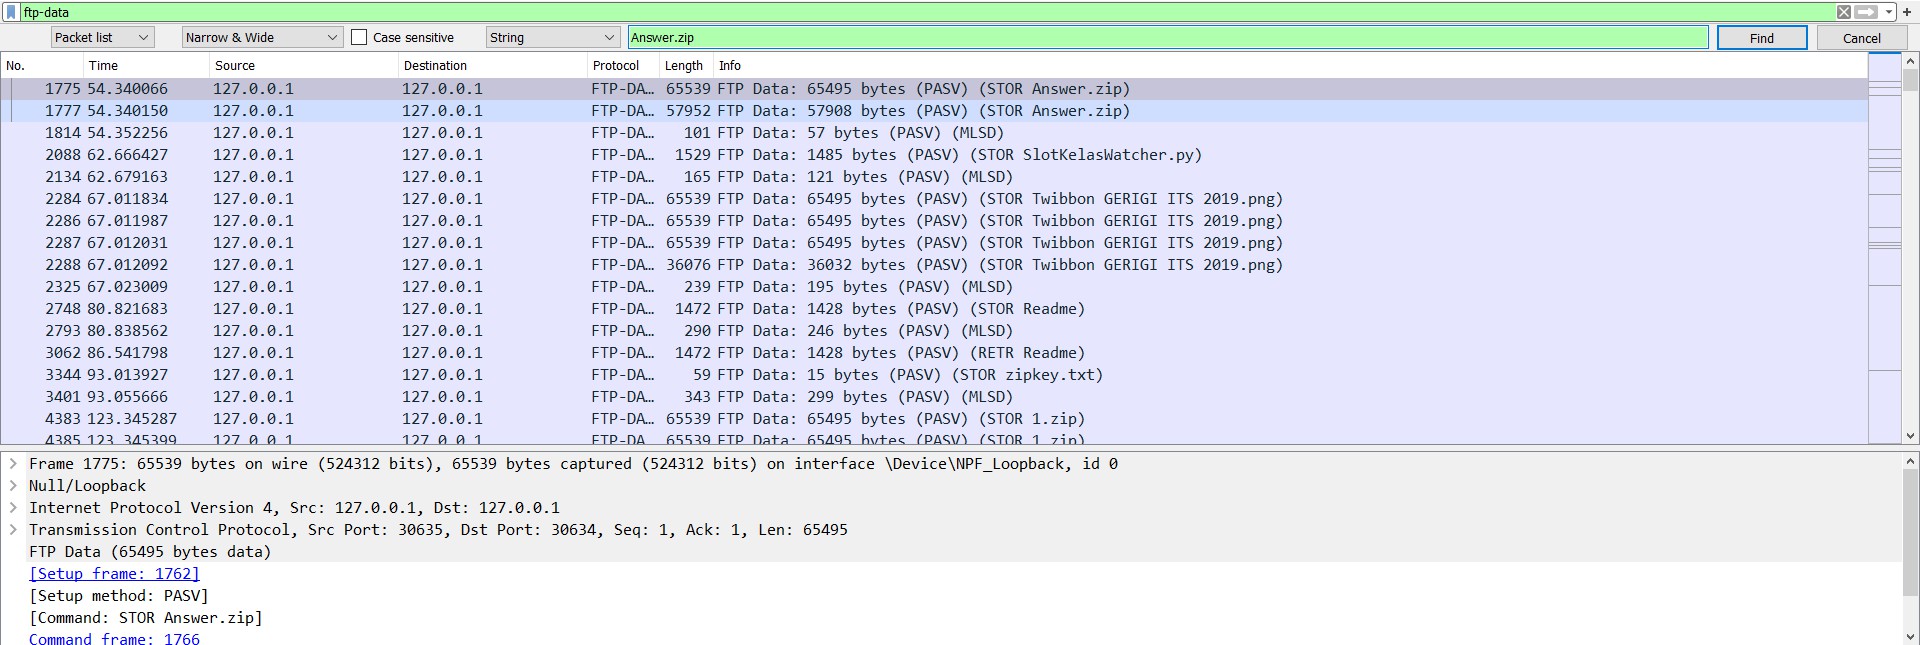 ftp-data
Packet list Narrow & Wide Case sensitive String Answer.zip Find Cancel
No. Time Source Destination Protocol Length Info
1775 54.340066 127.0.0.1 127.0.0.1 FTP-DA… 65539 FTP Data: 65495 bytes (PASV) (STOR Answer.zip)
1777 54.340150 127.0.0.1 127.0.0.1 FTP-DA… 57952 FTP Data: 57908 bytes (PASV) (STOR Answer.zip)
1814 54.352256 127.0.0.1 127.0.0.1 FTP-DA… 101 FTP Data: 57 bytes (PASV) (MLSD)
2088 62.666427 127.0.0.1 127.0.0.1 FTP-DA… 1529 FTP Data: 1485 bytes (PASV) (STOR SlotKelasWatcher.py)
2134 62.679163 127.0.0.1 127.0.0.1 FTP-DA… 165 FTP Data: 121 bytes (PASV) (MLSD)
2284 67.011834 127.0.0.1 127.0.0.1 FTP-DA… 65539 FTP Data: 65495 bytes (PASV) (STOR Twibbon GERIGI ITS 2019.png)
2286 67.011987 127.0.0.1 127.0.0.1 FTP-DA… 65539 FTP Data: 65495 bytes (PASV) (STOR Twibbon GERIGI ITS 2019.png)
2287 67.012031 127.0.0.1 127.0.0.1 FTP-DA… 65539 FTP Data: 65495 bytes (PASV) (STOR Twibbon GERIGI ITS 2019.png)
2288 67.012092 127.0.0.1 127.0.0.1 FTP-DA… 36076 FTP Data: 36032 bytes (PASV) (STOR Twibbon GERIGI ITS 2019.png)
2325 67.023009 127.0.0.1 127.0.0.1 FTP-DA… 239 FTP Data: 195 bytes (PASV) (MLSD)
2748 80.821683 127.0.0.1 127.0.0.1 FTP-DA… 1472 FTP Data: 1428 bytes (PASV) (STOR Readme)
2793 80.838562 127.0.0.1 127.0.0.1 FTP-DA… 290 FTP Data: 246 bytes (PASV) (MLSD)
3062 86.541798 127.0.0.1 127.0.0.1 FTP-DA… 1472 FTP Data: 1428 bytes (PASV) (RETR Readme)
3344 93.013927 127.0.0.1 127.0.0.1 FTP-DA… 59 FTP Data: 15 bytes (PASV) (STOR zipkey.txt)
3401 93.055666 127.0.0.1 127.0.0.1 FTP-DA… 343 FTP Data: 299 bytes (PASV) (MLSD)
4383 123.345287 127.0.0.1 127.0.0.1 FTP-DA… 65539 FTP Data: 65495 bytes (PASV) (STOR 1.zip)
4385 123.345399 127.0.0.1 127.0.0.1 FTP-DA… 65539 FTP Data: 65495 bytes (PASV) (STOR 1.zip)
Frame 1775: 65539 bytes on wire (524312 bits), 65539 bytes captured (524312 bits) on interface \Device\NPF_Loopback, id 0
Null/Loopback
Internet Protocol Version 4, Src: 127.0.0.1, Dst: 127.0.0.1
Transmission Control Protocol, Src Port: 30635, Dst Port: 30634, Seq: 1, Ack: 1, Len: 65495
FTP Data (65495 bytes data)
[Setup frame: 1762]
[Setup method: PASV]
[Command: STOR Answer.zip]
Command frame: 1766